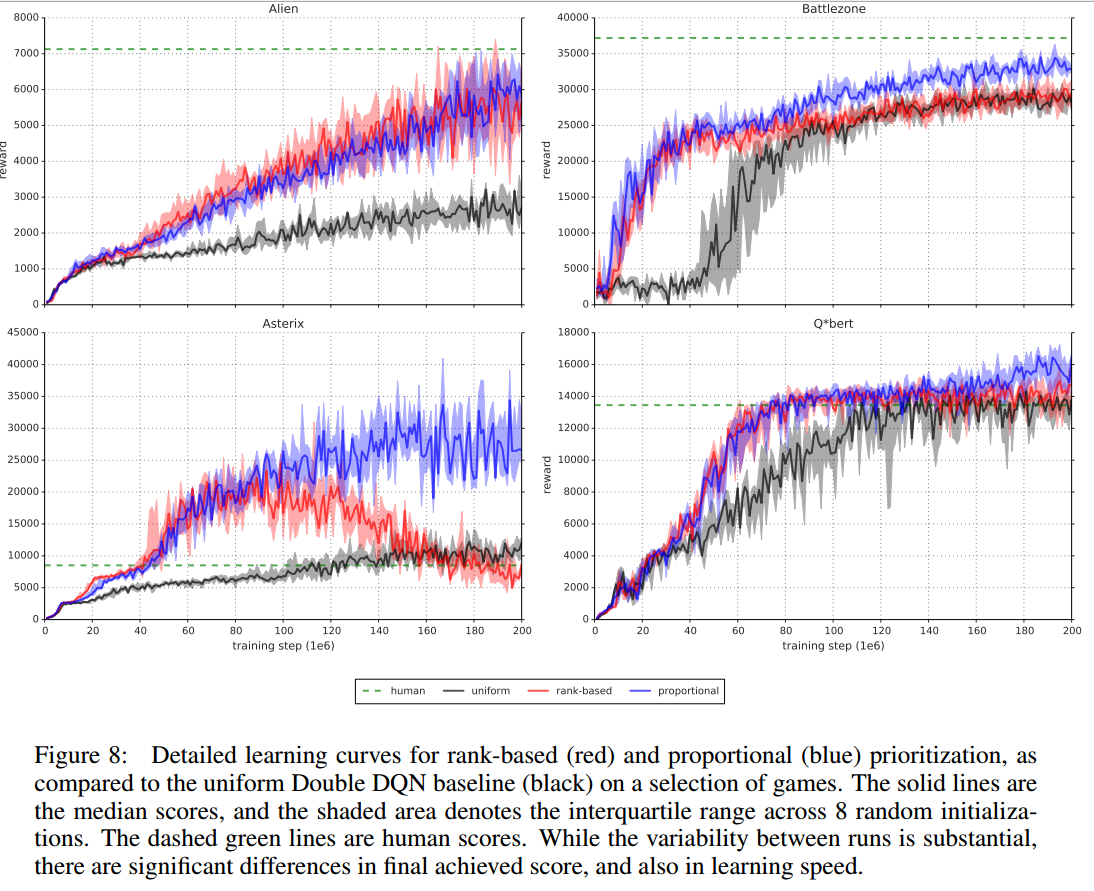 Alien
8000
7000
6000
5000
4000
3000
2000
1000
0
reward
Battlezone
40000
35000
30000
25000
20000
15000
10000
5000
0
reward
Asterix
45000
40000
35000
30000
25000
20000
15000
10000
5000
0
0 20 40 60 80 100 120 140 160 180 200
training step (1e6)
Q*bert
18000
16000
14000
12000
10000
8000
6000
4000
2000
0
reward
0 20 40 60 80 100 120 140 160 180 200
training step (1e6)
human uniform rank-based proportional
Figure 8: Detailed learning curves for rank-based (red) and proportional (blue) prioritization, as
compared to the uniform Double DQN baseline (black) on a selection of games. The solid lines are
the median scores, and the shaded area denotes the interquartile range across 8 random initializa-
tions. The dashed green lines are human scores. While the variability between runs is substantial,
there are significant differences in final achieved score, and also in learning speed.